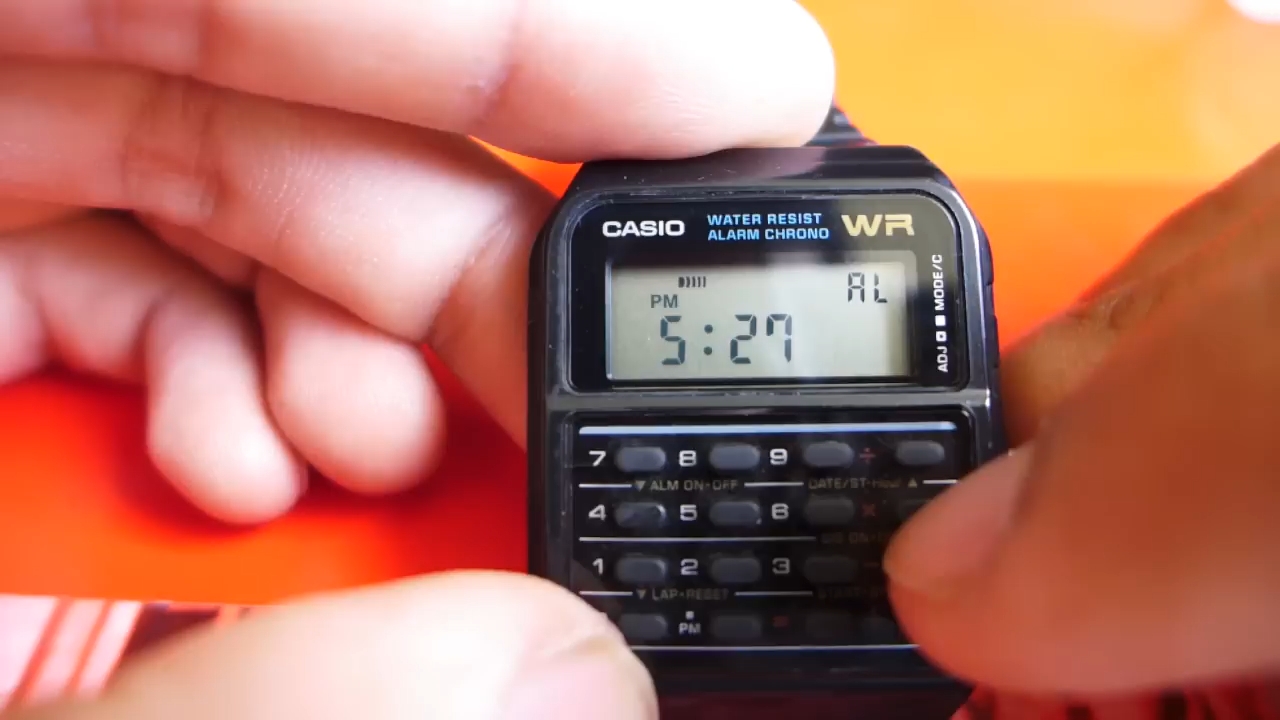 CASIO
WATER RESIST
ALARM CHRONO
WR
AL
PM
5:27
ADJ MODE/C
7 8 9 ÷
▼ ALM ON•OFF DATE/ST- ▲
4 5 6 ×
1 2 3 −
▼ LAP•RESET
PM =